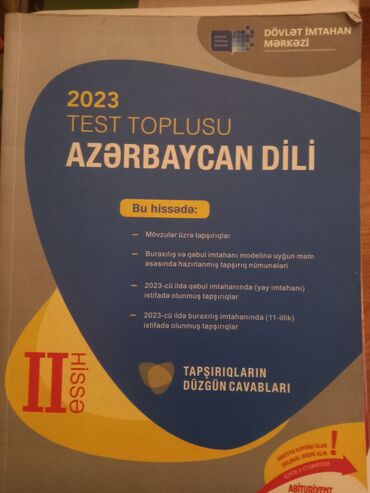 DÖVLƏT İMTAHAN
MƏRKƏZİ
2023
TEST TOPLUSU
AZƏRBAYCAN DİLİ
Bu hissədə:
— Mövzular üzrə tapşırıqlar
— Buraxılış və qəbul imtahanı modelinə uyğun mətn
əsasında hazırlanmış tapşırıq nümunələri
— 2023-cü ildə qəbul imtahanında (yay imtahanı)
istifadə olunmuş tapşırıqlar
— 2023-cü ildə buraxılış imtahanında (11-illik)
istifadə olunmuş tapşırıqlar
II HİSSƏ
TAPŞIRIQLARIN
DÜZGÜN CAVABLARI
ABİTURİYENT